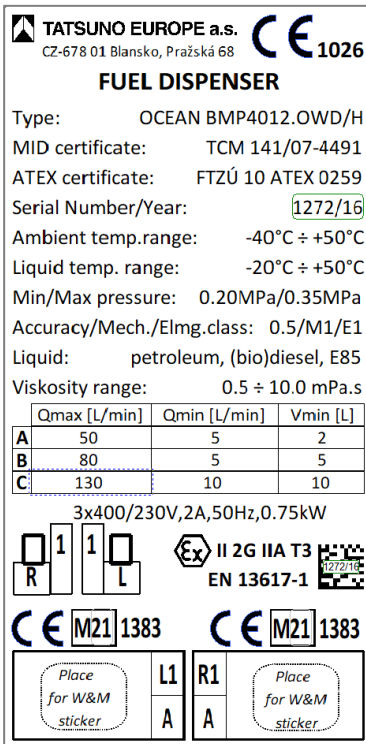 TATSUNO EUROPE a.s.
CZ-678 01 Blansko, Pražská 68
CE 1026
FUEL DISPENSER
Type: OCEAN BMP4012.OWD/H
MID certificate: TCM 141/07-4491
ATEX certificate: FTZÚ 10 ATEX 0259
Serial Number/Year: 1272/16
Ambient temp.range: -40°C ÷ +50°C
Liquid temp. range: -20°C ÷ +50°C
Min/Max pressure: 0.20MPa/0.35MPa
Accuracy/Mech./Elmg.class: 0.5/M1/E1
Liquid: petroleum, (bio)diesel, E85
Viskosity range: 0.5 ÷ 10.0 mPa.s
Qmax [L/min] Qmin [L/min] Vmin [L]
A 50 5 2
B 80 5 5
C 130 10 10
3x400/230V,2A,50Hz,0.75kW
1 1
R L
Ex II 2G IIA T3
1272/16
EN 13617-1
CE M21 1383 CE M21 1383
Place for W&M sticker
L1
A
R1
A
Place for W&M sticker